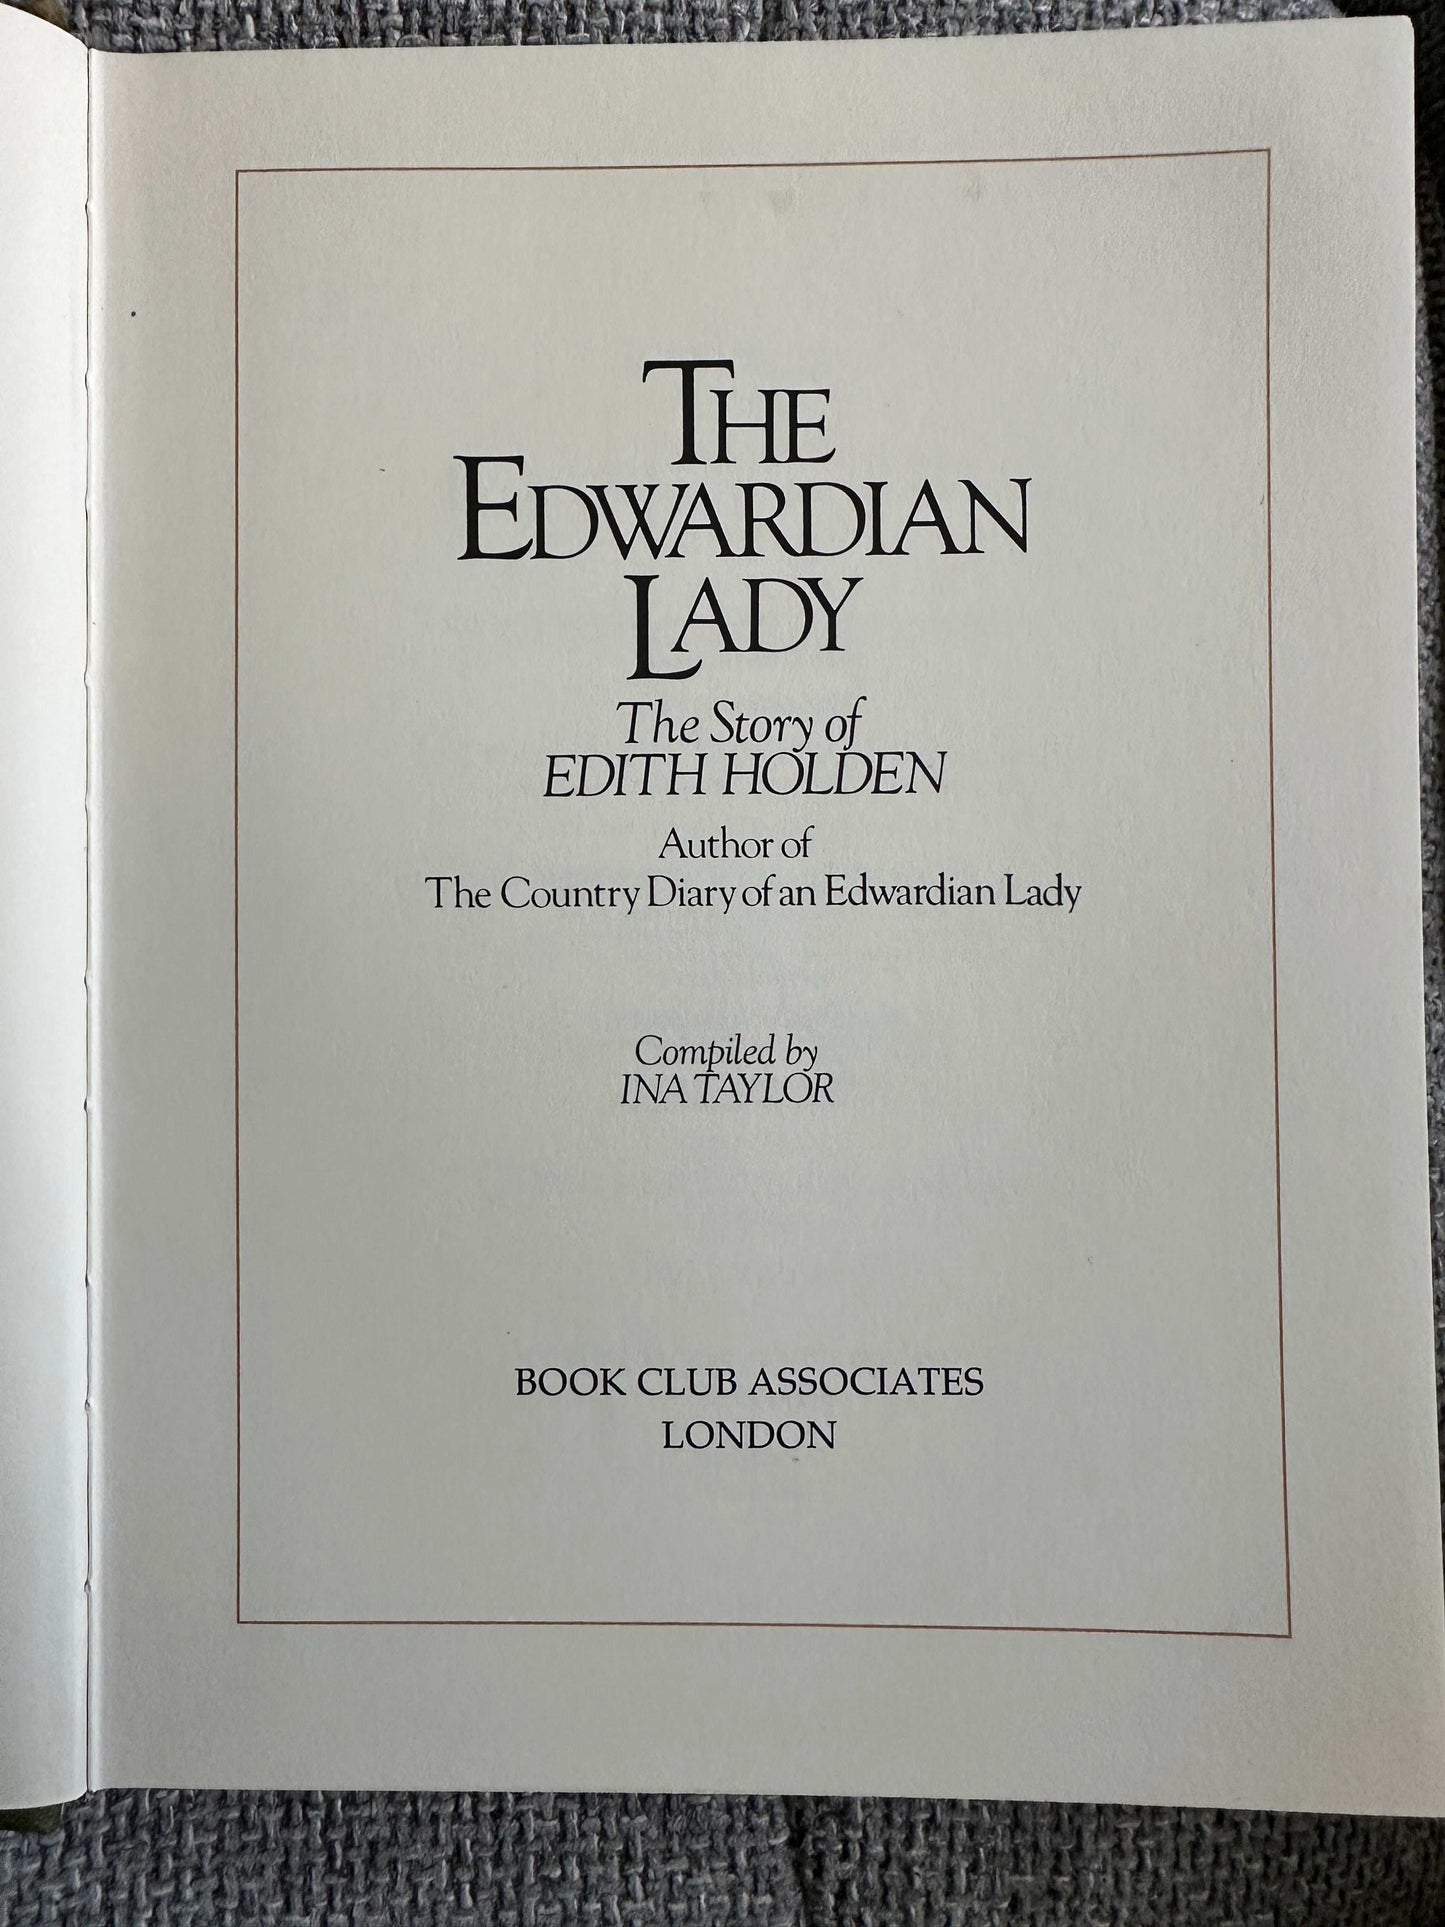 THE
EDWARDIAN
LADY
The Story of
EDITH HOLDEN
Author of
The Country Diary of an Edwardian Lady
Compiled by
INA TAYLOR
BOOK CLUB ASSOCIATES
LONDON